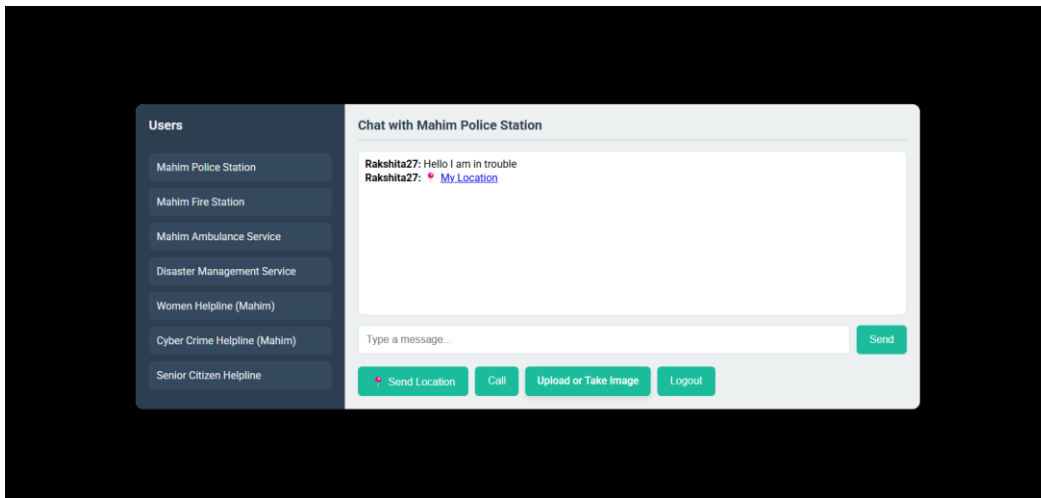 Users
Mahim Police Station
Mahim Fire Station
Mahim Ambulance Service
Disaster Management Service
Women Helpline (Mahim)
Cyber Crime Helpline (Mahim)
Senior Citizen Helpline
Chat with Mahim Police Station
Rakshita27: Hello I am in trouble
Rakshita27: 📍 My Location
Type a message...
Send
📍 Send Location
Call
Upload or Take Image
Logout